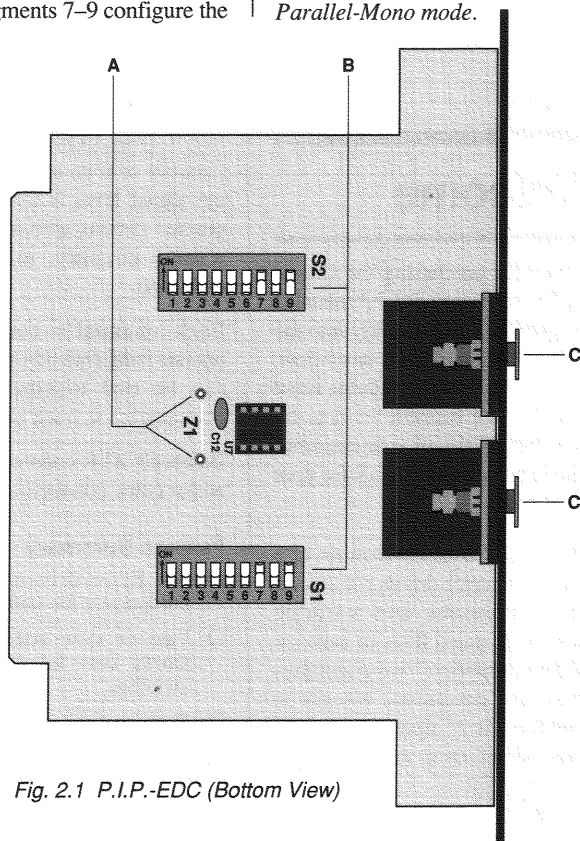 gments 7–9 configure the
Parallel-Mono mode.
A
B
ON
1 2 3 4 5 6 7 8 9
S2
C
Z1
C12
U7
C
ON
1 2 3 4 5 6 7 8 9
S1
Fig. 2.1 P.I.P.-EDC (Bottom View)